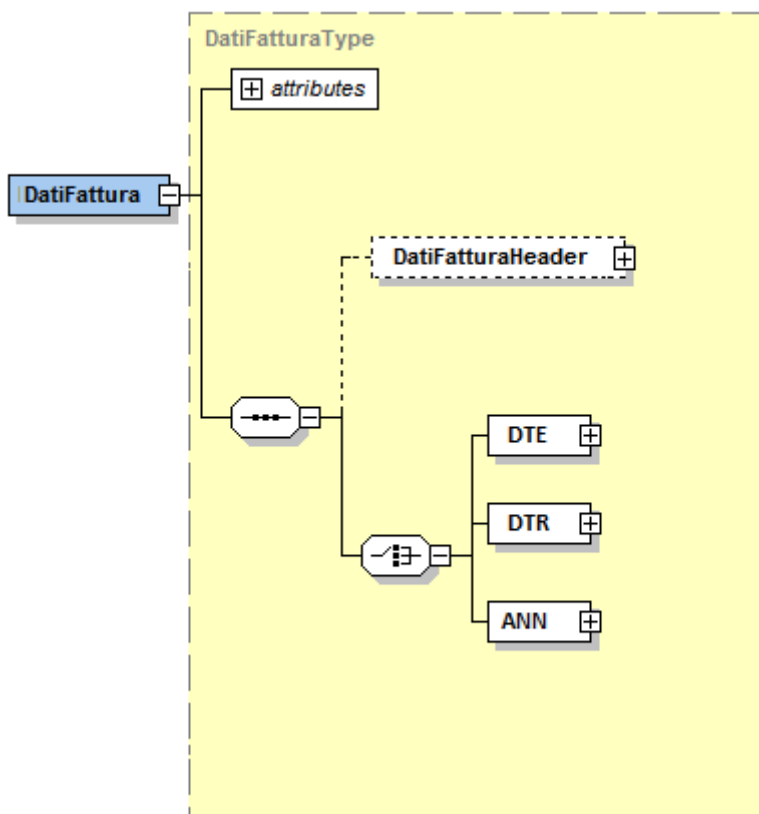 DatiFatturaType
attributes
DatiFattura
DatiFatturaHeader
DTE
DTR
ANN